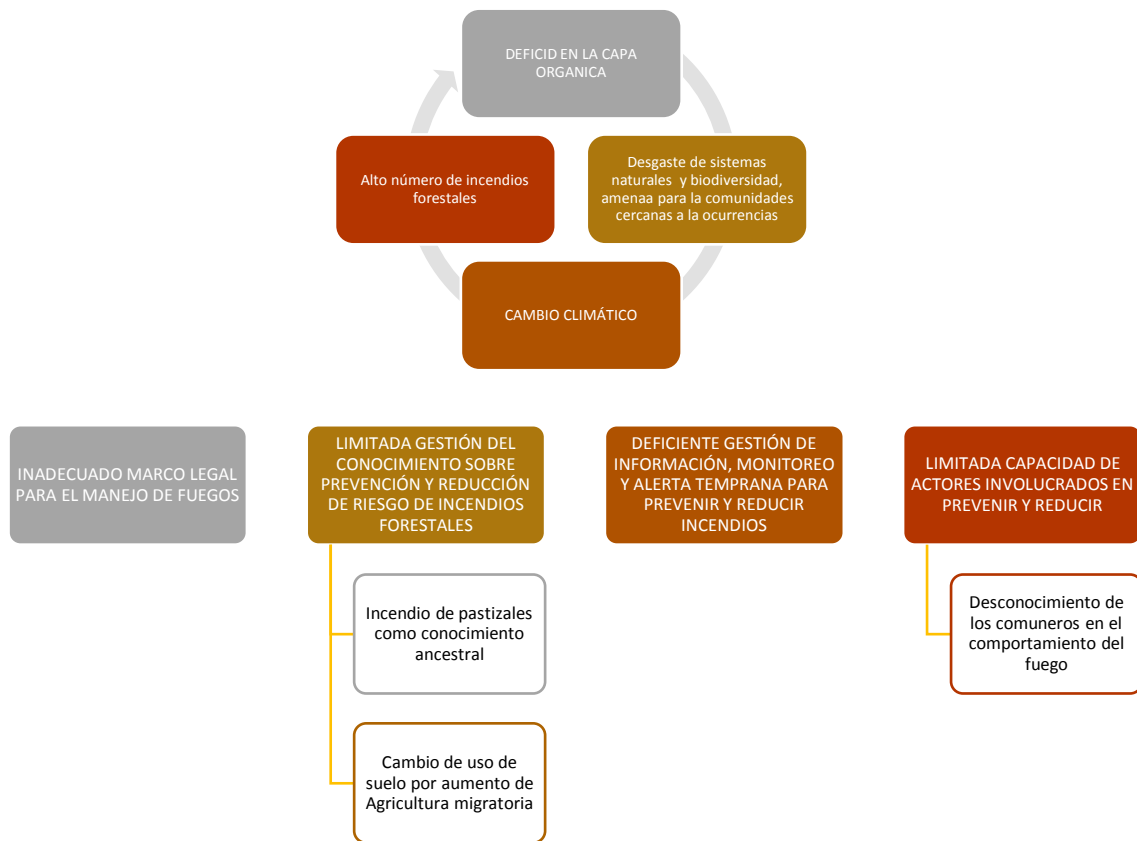 DEFICID EN LA CAPA
ORGANICA
Alto número de incendios
forestales
Desgaste de sistemas
naturales y biodiversidad,
amenaa para la comunidades
cercanas a la ocurrencias
CAMBIO CLIMÁTICO
INADECUADO MARCO LEGAL
PARA EL MANEJO DE FUEGOS
LIMITADA GESTIÓN DEL
CONOCIMIENTO SOBRE
PREVENCIÓN Y REDUCCIÓN
DE RIESGO DE INCENDIOS
FORESTALES
Incendio de pastizales
como conocimiento
ancestral
Cambio de uso de
suelo por aumento de
Agricultura migratoria
DEFICIENTE GESTIÓN DE
INFORMACIÓN, MONITOREO
Y ALERTA TEMPRANA PARA
PREVENIR Y REDUCIR
INCENDIOS
LIMITADA CAPACIDAD DE
ACTORES INVOLUCRADOS EN
PREVENIR Y REDUCIR
Desconocimiento de
los comuneros en el
comportamiento del
fuego